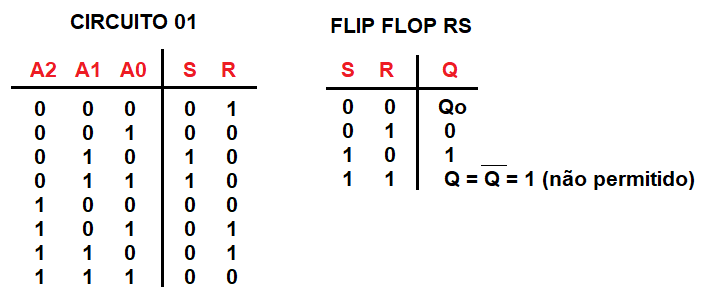 CIRCUITO 01
A2 A1 A0 S R
0 0 0 0 1
0 0 1 0 0
0 1 0 1 0
0 1 1 1 0
1 0 0 0 0
1 0 1 0 1
1 1 0 0 1
1 1 1 0 0
FLIP FLOP RS
S R Q
0 0 Qo
0 1 0
1 0 1
1 1 Q = Q̅ = 1 (não permitido)